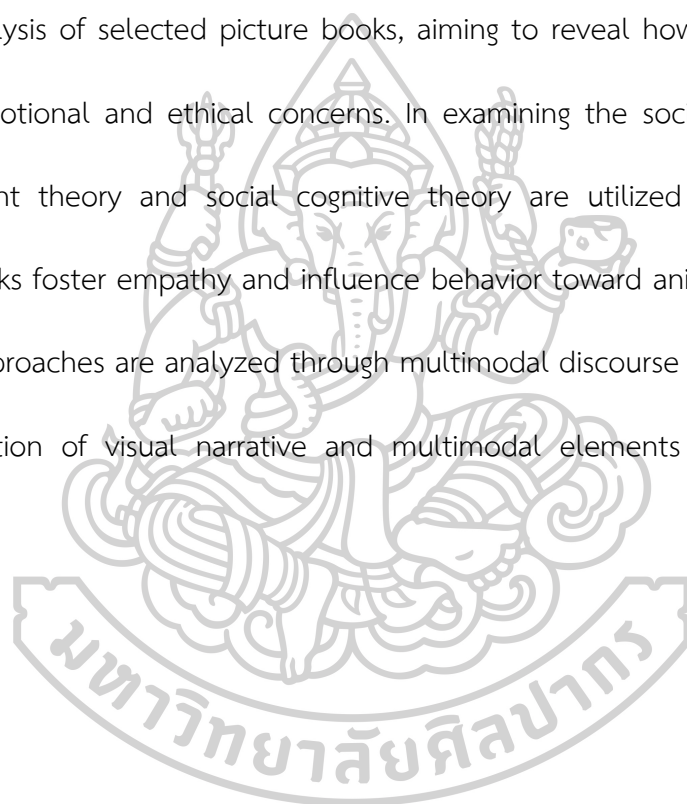 lysis of selected picture books, aiming to reveal how
otional and ethical concerns. In examining the soc
nt theory and social cognitive theory are utilized
ks foster empathy and influence behavior toward ani
proaches are analyzed through multimodal discourse
tion of visual narrative and multimodal elements
มหาวิทยาลัยศิลปากร